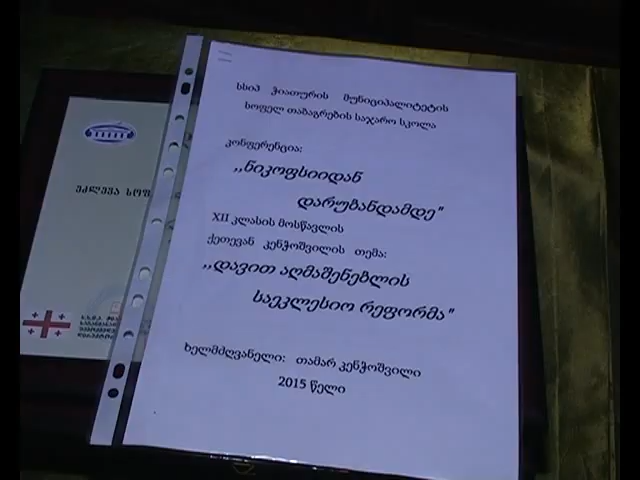 სსიპ ჭიათურის მუნიციპალიტეტის
სოფელ თაბაგრების საჯარო სკოლა
კონფერენცია:
,,ნიკოფსიიდან
დარუბანდამდე"
XII კლასის მოსწავლის
ქეთევან კენჭოშვილის თემა:
,,დავით აღმაშენებლის
საეკლესიო რეფორმა"
ხელმძღვანელი: თამარ კენჭოშვილი
2015 წელი